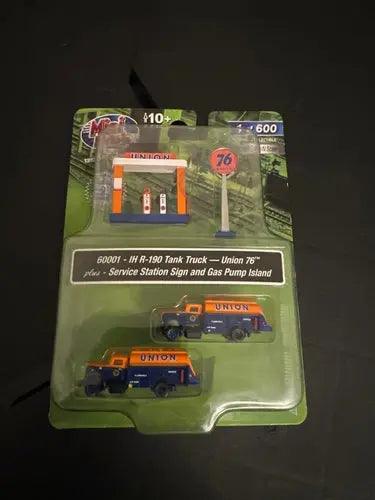 10+
1 of 600
UNION
76
60001 - IH R-190 Tank Truck — Union 76™
plus - Service Station Sign and Gas Pump Island
UNION
UNION